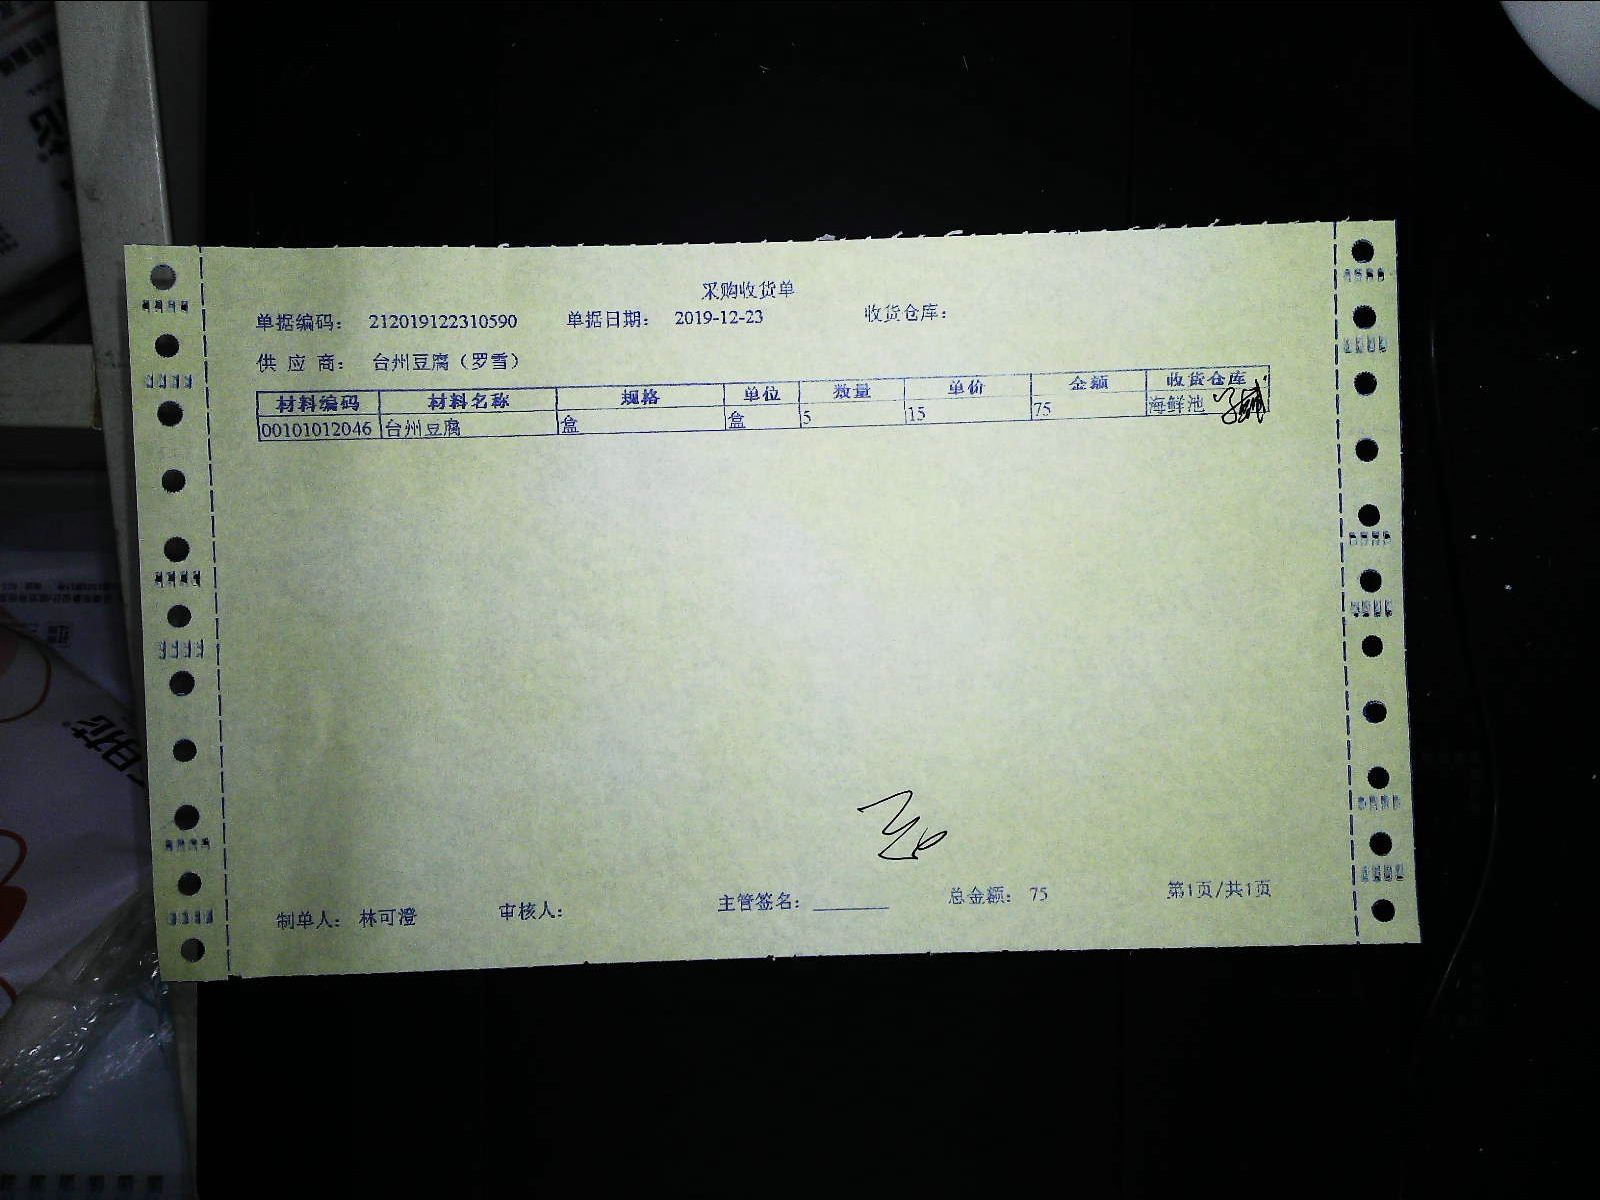 采购收货单
单据编码： 212019122310590 单据日期： 2019-12-23 收货仓库：
供应商： 台州豆腐（罗雪）
材料编码 材料名称 规格 单位 数量 单价 金额 收货仓库
00101012046 台州豆腐 盒 盒 5 15 75 海鲜池
制单人： 林可澄 审核人： 主管签名： 总金额： 75 第1页/共1页